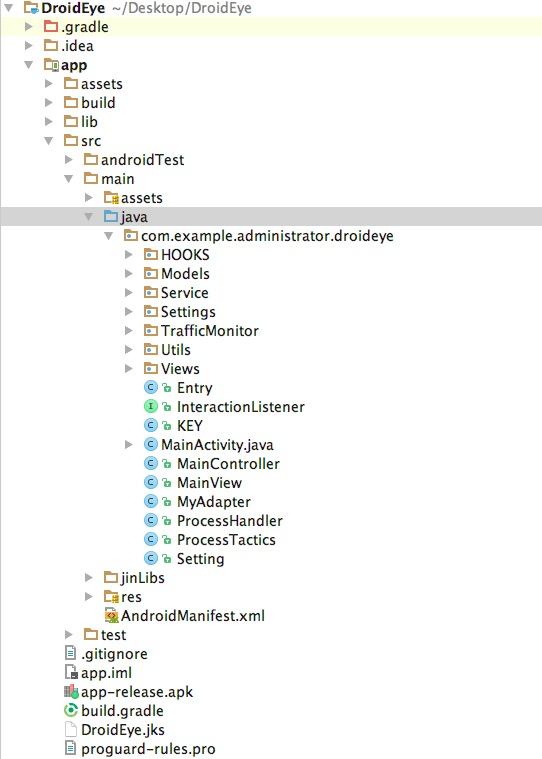 DroidEye ~/Desktop/DroidEye
.gradle
.idea
app
assets
build
lib
src
androidTest
main
assets
java
com.example.administrator.droideye
HOOKS
Models
Service
Settings
TrafficMonitor
Utils
Views
C Entry
I InteractionListener
C KEY
C MainActivity.java
C MainController
C MainView
C MyAdapter
C ProcessHandler
C ProcessTactics
C Setting
jinLibs
res
AndroidManifest.xml
test
.gitignore
app.iml
app-release.apk
build.gradle
DroidEye.jks
proguard-rules.pro